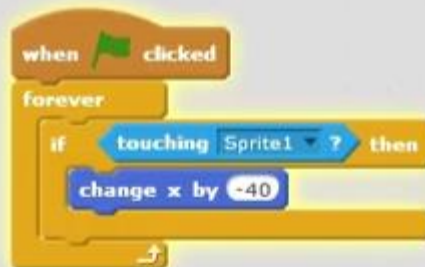 when clicked
forever
if touching Sprite1 ? then
change x by -40